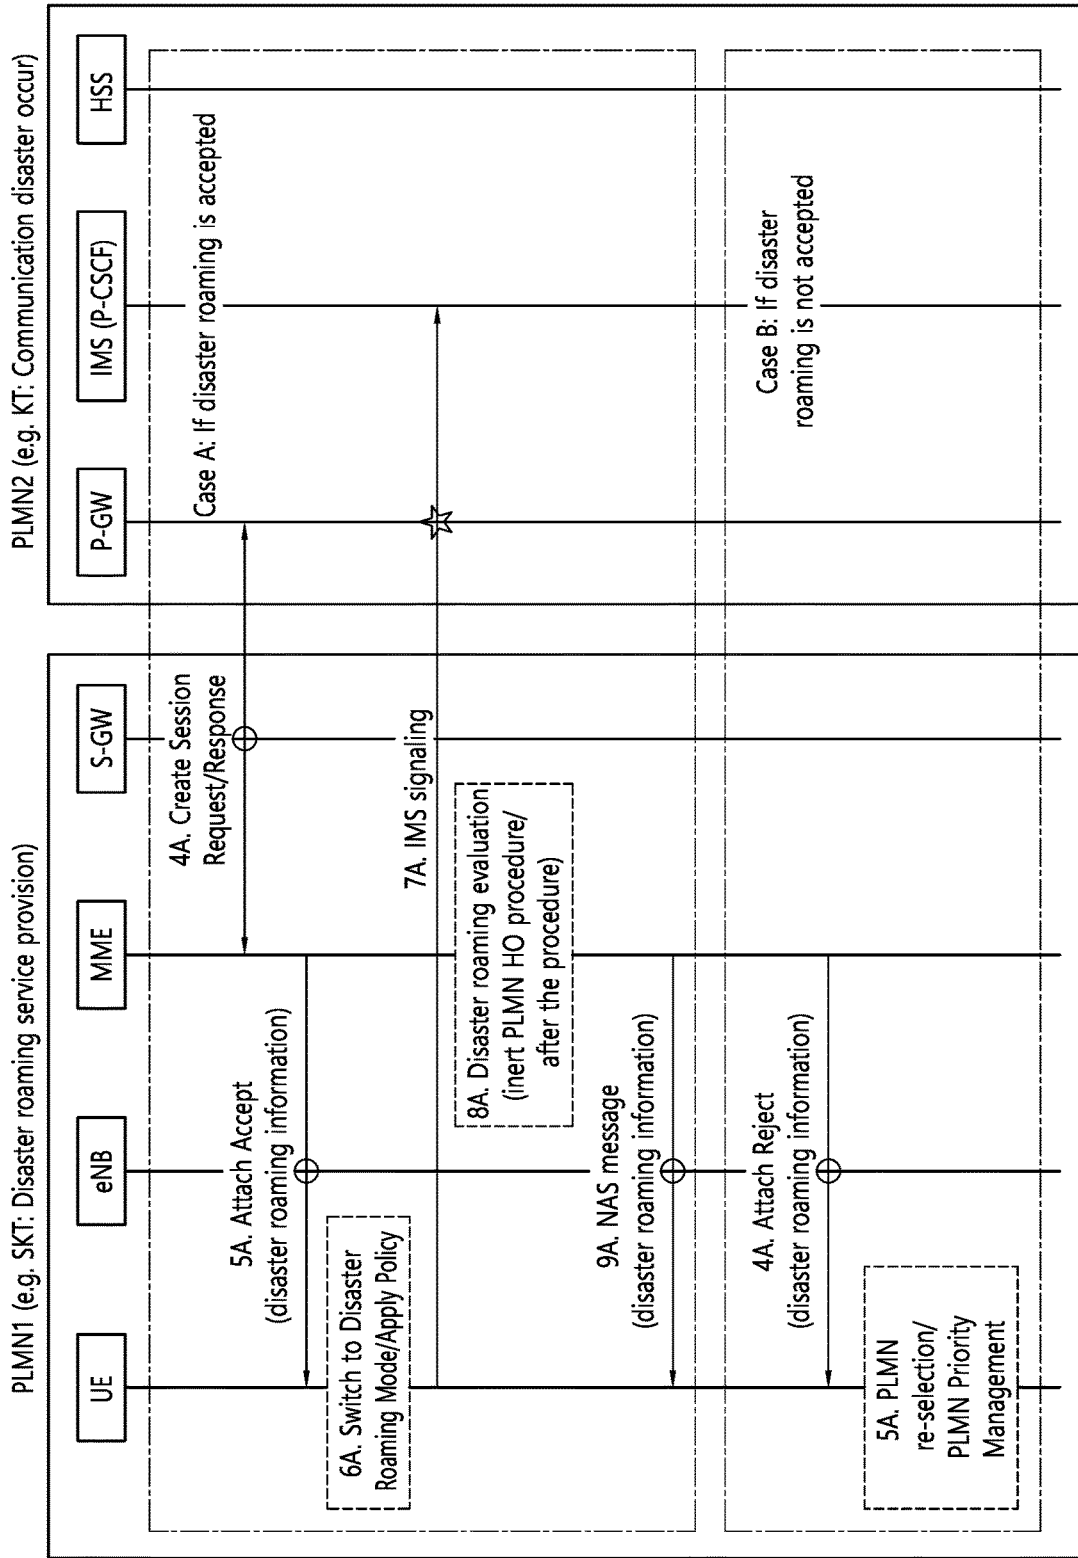 PLMN1 (e.g. SKT: Disaster roaming service provision)
PLMN2 (e.g. KT: Communication disaster occur)
UE
eNB
MME
S-GW
P-GW
IMS (P-CSCF)
HSS
Case A: If disaster roaming is accepted
4A. Create Session
Request/Response
5A. Attach Accept
(disaster roaming information)
6A. Switch to Disaster
Roaming Mode/Apply Policy
7A. IMS signaling
8A. Disaster roaming evaluation
(inert PLMN HO procedure/
after the procedure)
9A. NAS message
(disaster roaming information)
Case B: If disaster
roaming is not accepted
4A. Attach Reject
(disaster roaming information)
5A. PLMN
re-selection/
PLMN Priority
Management